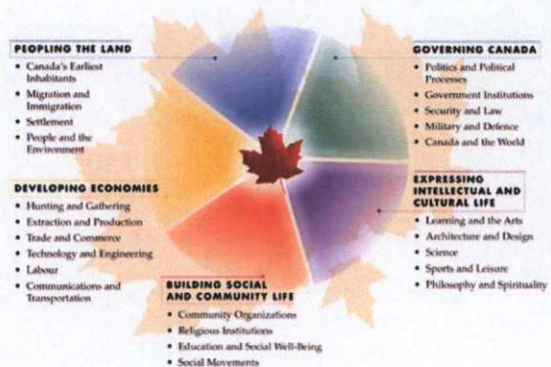 PEOPLING THE LAND
• Canada's Earliest
Inhabitants
• Migration and
Immigration
• Settlement
• People and the
Environment
GOVERNING CANADA
• Politics and Political
Processes
• Government Institutions
• Security and Law
• Military and Defence
• Canada and the World
DEVELOPING ECONOMIES
• Hunting and Gathering
• Extraction and Production
• Trade and Commerce
• Technology and Engineering
• Labour
• Communications and
Transportation
EXPRESSING
INTELLECTUAL AND
CULTURAL LIFE
• Learning and the Arts
• Architecture and Design
• Science
• Sports and Leisure
• Philosophy and Spirituality
BUILDING SOCIAL
AND COMMUNITY LIFE
• Community Organizations
• Religious Institutions
• Education and Social Well-Being
• Social Movements